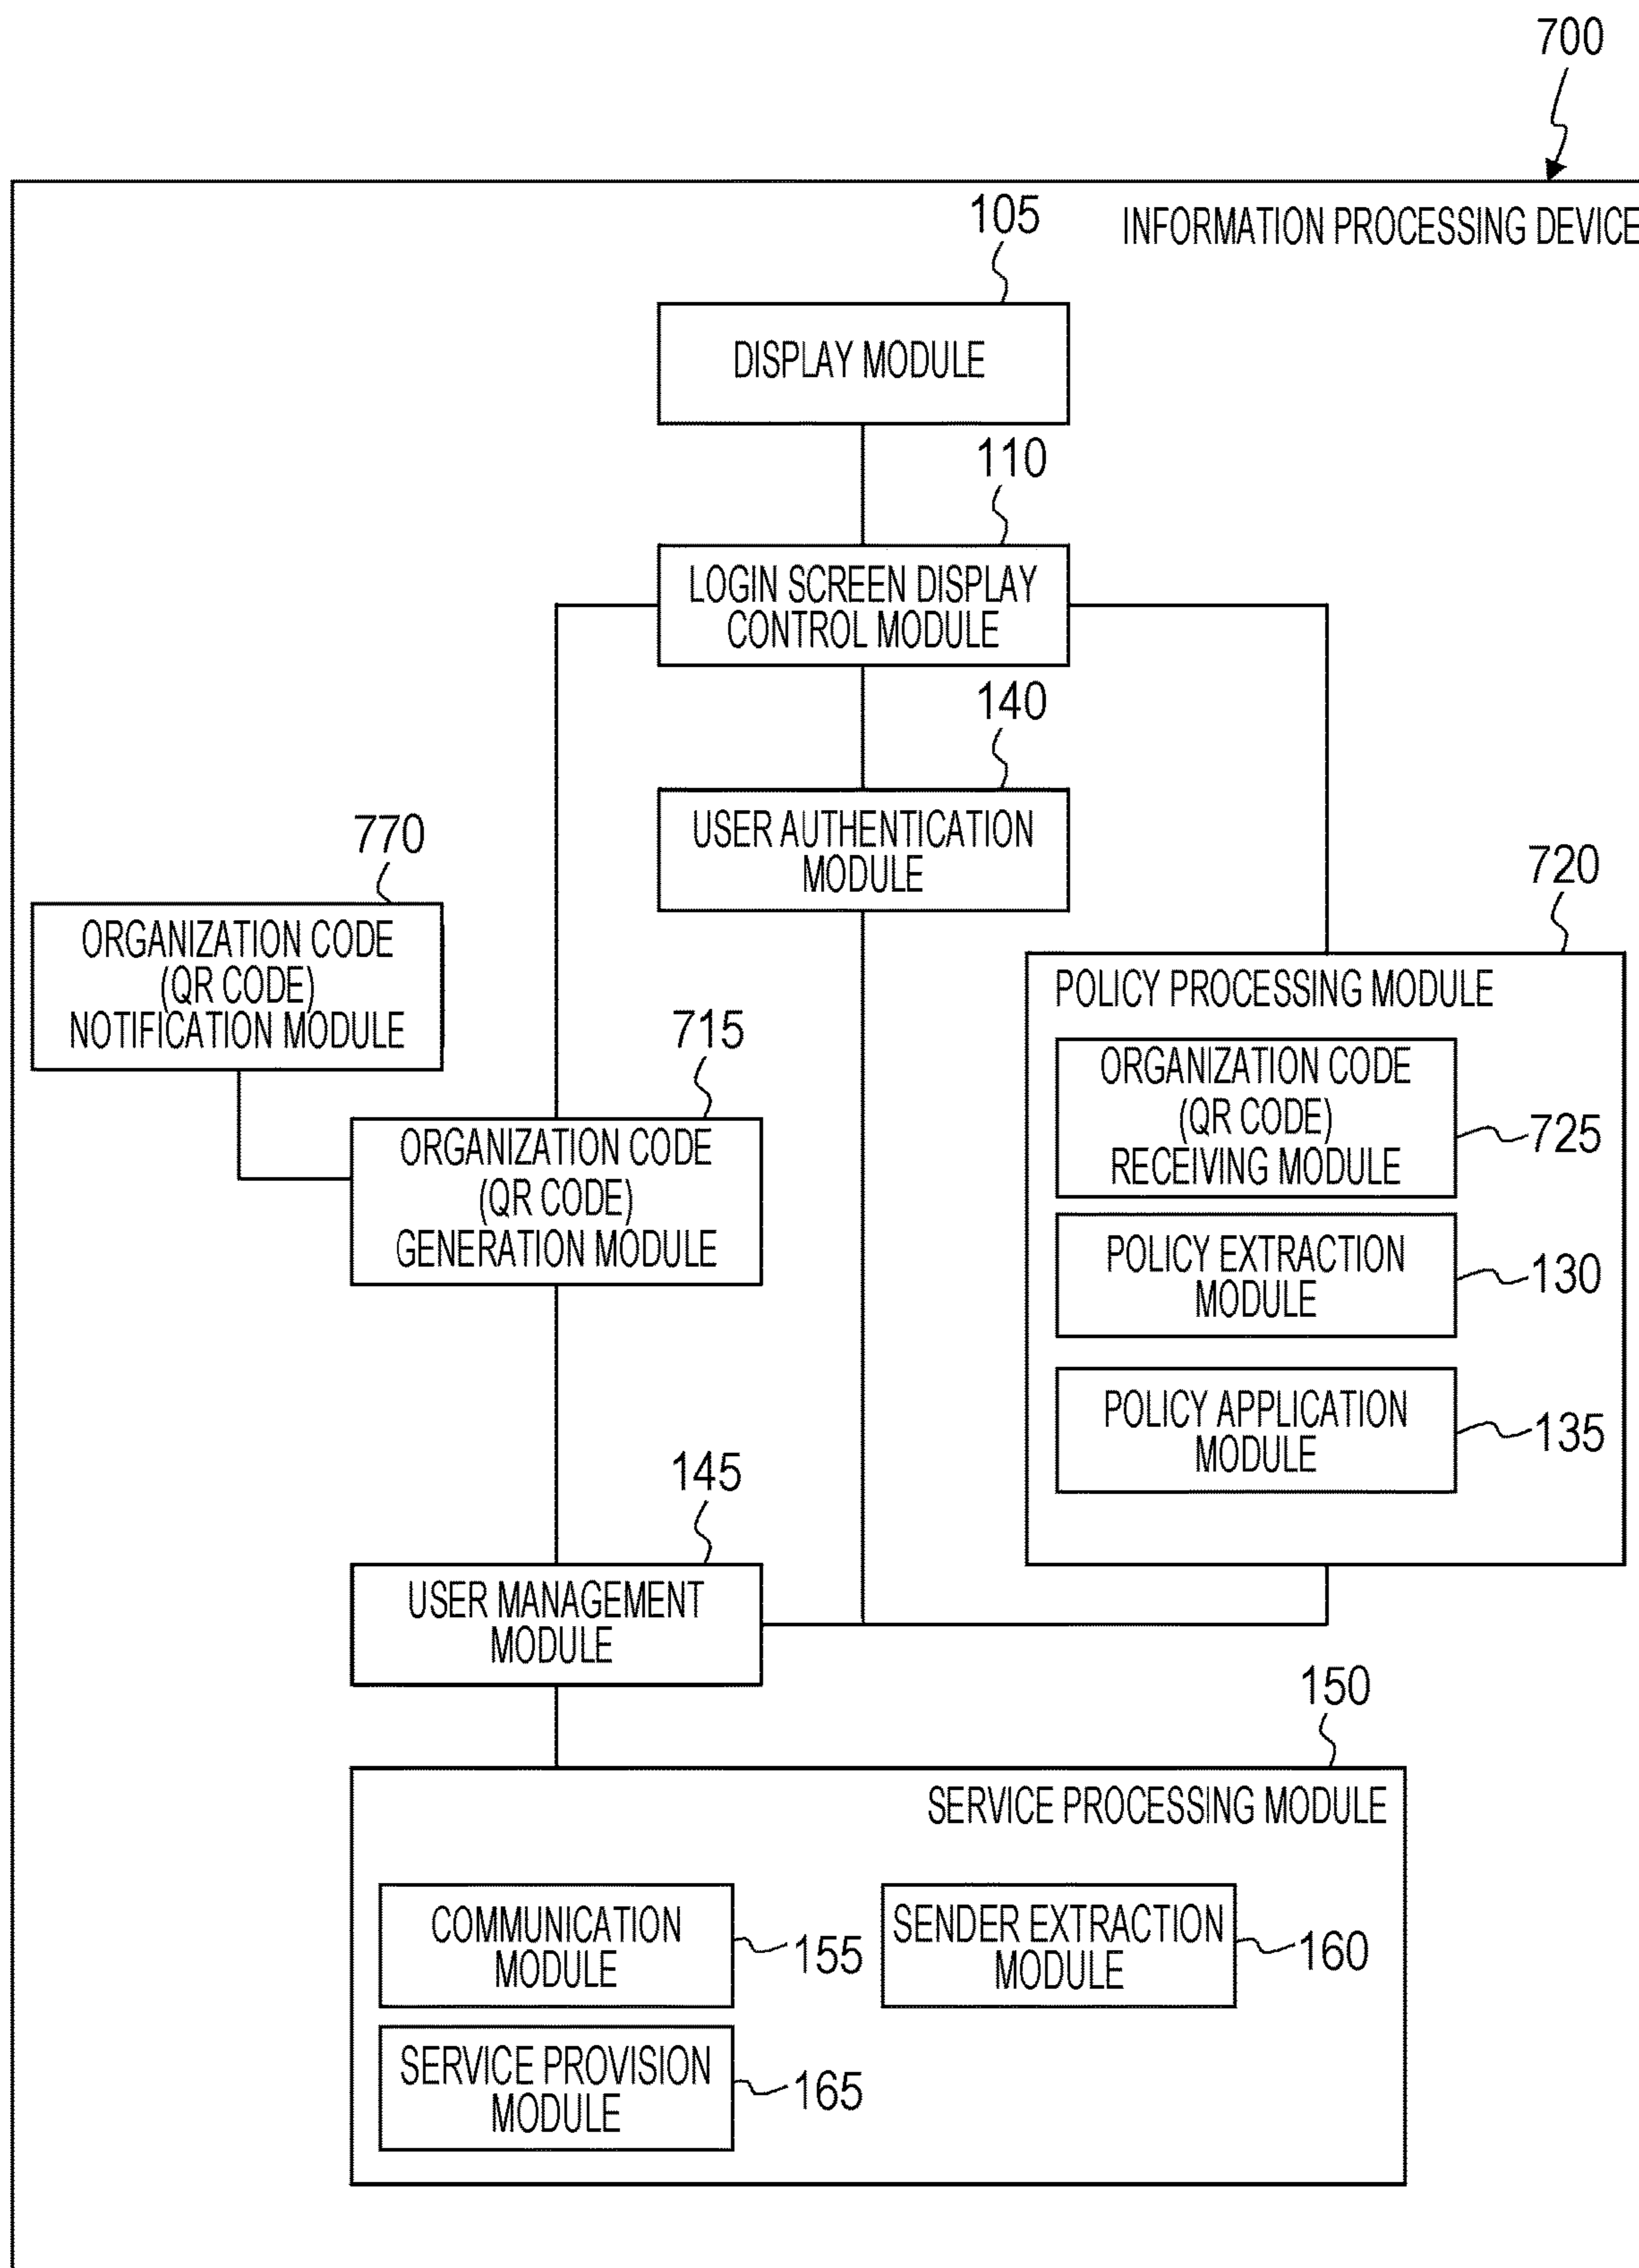 700
INFORMATION PROCESSING DEVICE
105
DISPLAY MODULE
110
LOGIN SCREEN DISPLAY
CONTROL MODULE
140
USER AUTHENTICATION
MODULE
770
ORGANIZATION CODE
(QR CODE)
NOTIFICATION MODULE
715
ORGANIZATION CODE
(QR CODE)
GENERATION MODULE
720
POLICY PROCESSING MODULE
ORGANIZATION CODE
(QR CODE)
RECEIVING MODULE
725
POLICY EXTRACTION
MODULE
130
POLICY APPLICATION
MODULE
135
145
USER MANAGEMENT
MODULE
150
SERVICE PROCESSING MODULE
COMMUNICATION
MODULE
155
SENDER EXTRACTION
MODULE
160
SERVICE PROVISION
MODULE
165